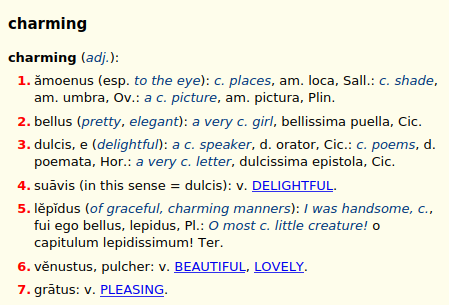 charming
charming (adj.):
1. ămoenus (esp. to the eye): c. places, am. loca, Sall.: c. shade,
am. umbra, Ov.: a c. picture, am. pictura, Plin.
2. bellus (pretty, elegant): a very c. girl, bellissima puella, Cic.
3. dulcis, e (delightful): a c. speaker, d. orator, Cic.: c. poems, d.
poemata, Hor.: a very c. letter, dulcissima epistola, Cic.
4. suāvis (in this sense = dulcis): v. DELIGHTFUL.
5. lĕpĭdus (of graceful, charming manners): I was handsome, c.,
fui ego bellus, lepidus, Pl.: O most c. little creature! o
capitulum lepidissimum! Ter.
6. vĕnustus, pulcher: v. BEAUTIFUL, LOVELY.
7. grātus: v. PLEASING.